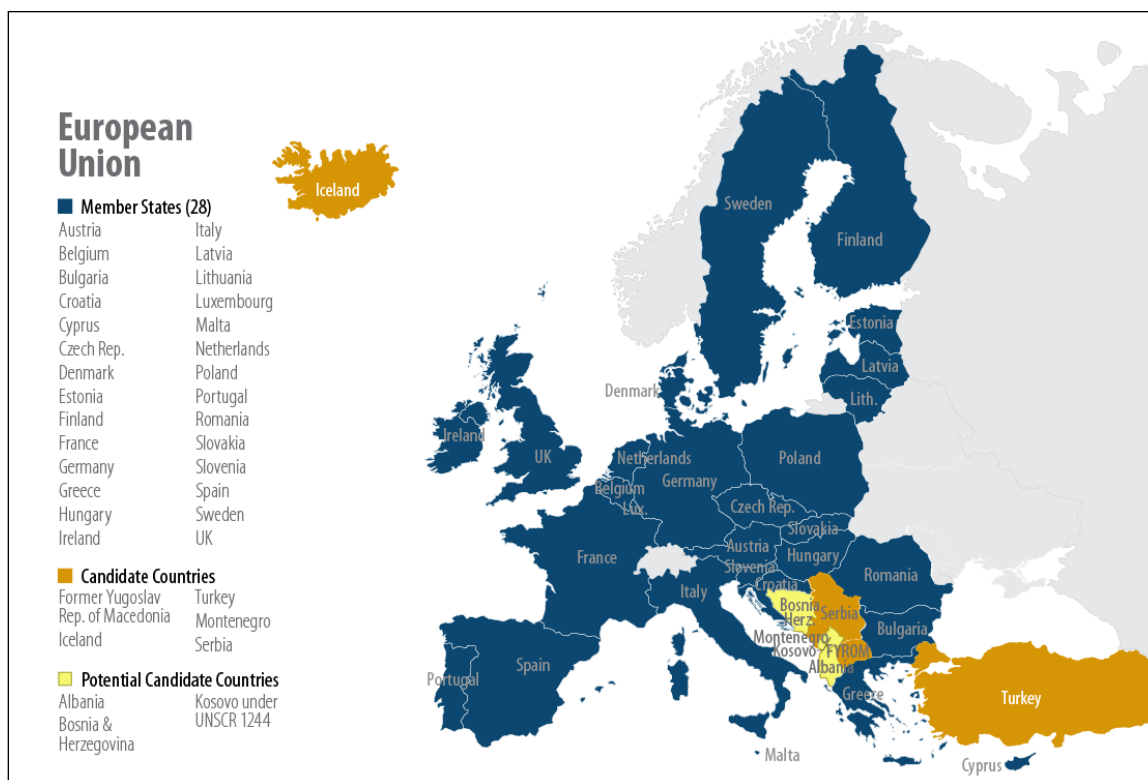 European
Union
Member States (28)
Austria
Belgium
Bulgaria
Croatia
Cyprus
Czech Rep.
Denmark
Estonia
Finland
France
Germany
Greece
Hungary
Ireland
Italy
Latvia
Lithuania
Luxembourg
Malta
Netherlands
Poland
Portugal
Romania
Slovakia
Slovenia
Spain
Sweden
UK
Candidate Countries
Former Yugoslav
Rep. of Macedonia
Iceland
Turkey
Montenegro
Serbia
Potential Candidate Countries
Albania
Bosnia &
Herzegovina
Kosovo under
UNSCR 1244
Iceland
Sweden
Finland
Estonia
Latvia
Lith.
Denmark
Ireland
UK
Netherlands
Belgium
Lux.
Germany
Poland
Czech Rep.
Slovakia
Austria
Hungary
Slovenia
Croatia
France
Italy
Romania
Bosnia
Herz.
Serbia
Bulgaria
Montenegro
Kosovo
FYROM
Albania
Portugal
Spain
Greeze
Turkey
Malta
Cyprus